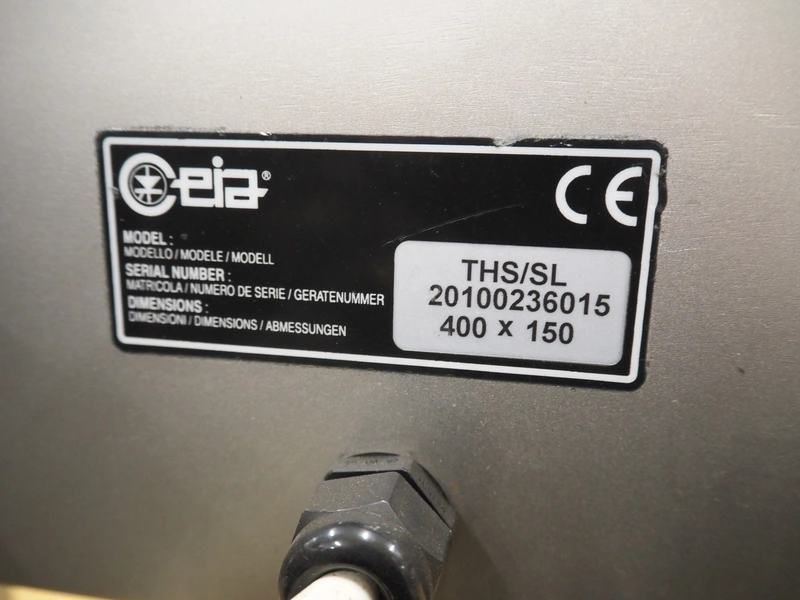 Ceia®
CE
MODEL :
MODELLO / MODELE / MODELL
SERIAL NUMBER :
MATRICOLA / NUMERO DE SERIE / GERATENUMMER
DIMENSIONS :
DIMENSIONI / DIMENSIONS / ABMESSUNGEN
THS/SL
20100236015
400 x 150